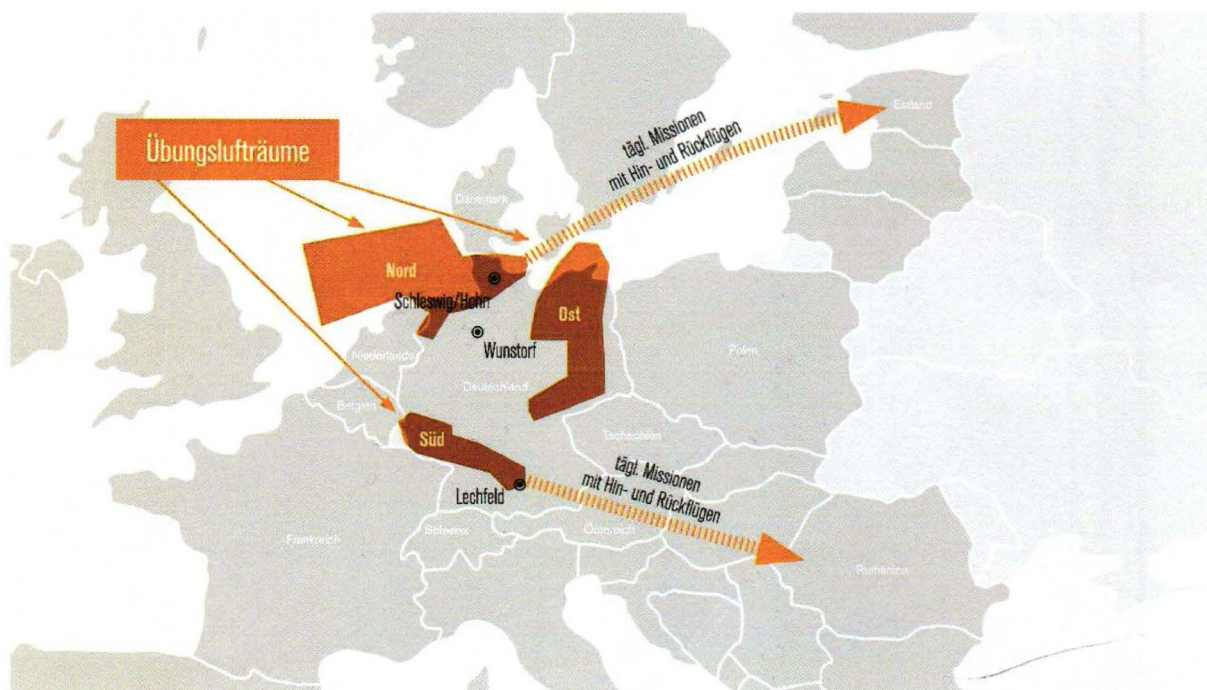 Estland
tägl. Missionen
mit Hin- und Rückflügen
Übungslufträume
Dänemark
Nord
Schleswig/Hohn
Ost
Wunstorf
Niederlande
Polen
Deutschland
Belgien
Süd
Tschechien
tägl. Missionen
mit Hin- und Rückflügen
Lechfeld
Schweiz
Österreich
Frankreich
Rumänien